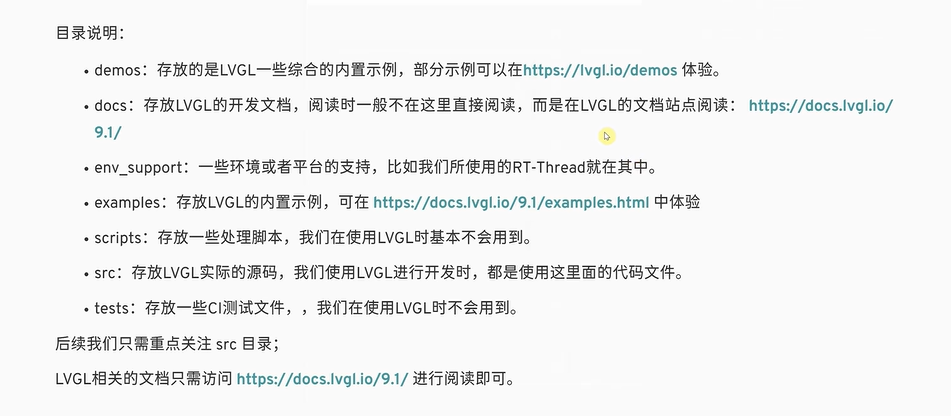 目录说明：
• demos：存放的是LVGL一些综合的内置示例，部分示例可以在https://lvgl.io/demos 体验。
• docs：存放LVGL的开发文档，阅读时一般不在这里直接阅读，而是在LVGL的文档站点阅读： https://docs.lvgl.io/
9.1/
• env_support：一些环境或者平台的支持，比如我们所使用的RT-Thread就在其中。
• examples：存放LVGL的内置示例，可在 https://docs.lvgl.io/9.1/examples.html 中体验
• scripts：存放一些处理脚本，我们在使用LVGL时基本不会用到。
• src：存放LVGL实际的源码，我们使用LVGL进行开发时，都是使用这里面的代码文件。
• tests：存放一些CI测试文件，，我们在使用LVGL时不会用到。
后续我们只需重点关注 src 目录；
LVGL相关的文档只需访问 https://docs.lvgl.io/9.1/ 进行阅读即可。